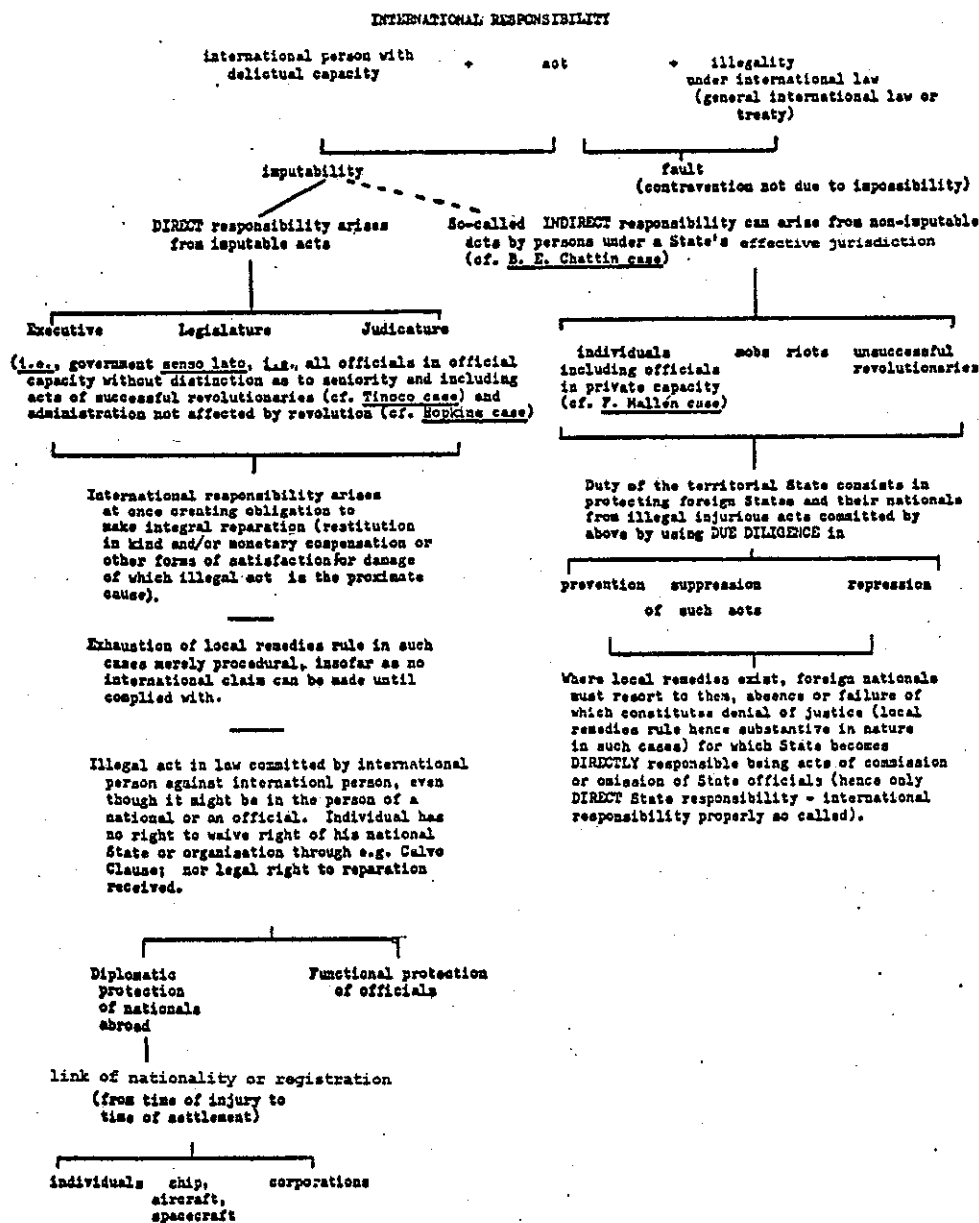 INTERNATIONAL RESPONSIBILITY
international person with + act + illegality
delictual capacity
under international law
(general international law or
treaty)
imputability
fault
(contravention not due to impossibility)
DIRECT responsibility arises
from imputable acts
So-called INDIRECT responsibility can arise from non-imputable
acts by persons under a State's effective jurisdiction
(cf. B. E. Chattin case)
Executive Legislature Judicature
(i.e., government senso lato, i.e., all officials in official
capacity without distinction as to seniority and including
acts of successful revolutionaries (cf. Tinoco case) and
administration not affected by revolution (cf. Hopkins case)
individuals mobs riots unsuccessful
including officials revolutionaries
in private capacity
(cf. F. Mallén case)
International responsibility arises
at once creating obligation to
make integral reparation (restitution
in kind and/or monetary compensation or
other forms of satisfaction for damage
of which illegal act is the proximate
cause).
Duty of the territorial State consists in
protecting foreign States and their nationals
from illegal injurious acts committed by
above by using DUE DILIGENCE in
prevention suppression repression
of such acts
Exhaustion of local remedies rule in such
cases merely procedural, insofar as no
international claim can be made until
complied with.
Where local remedies exist, foreign nationals
must resort to them, absence or failure of
which constitutes denial of justice (local
remedies rule hence substantive in nature
in such cases) for which State becomes
DIRECTLY responsible being acts of commission
or omission of State officials (hence only
DIRECT State responsibility - international
responsibility properly so called).
Illegal act in law committed by international
person against internationl person, even
though it might be in the person of a
national or an official. Individual has
no right to waive right of his national
State or organisation through e.g. Calvo
Clause; nor legal right to reparation
received.
Diplomatic
protection
of nationals
abroad
Functional protection
of officials
link of nationality or registration
(from time of injury to
time of settlement)
individuals ship, corporations
aircraft,
spacecraft